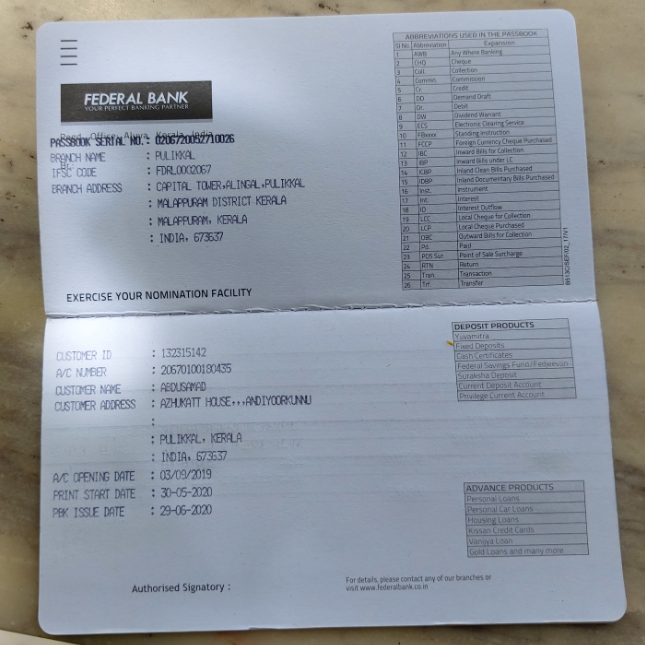 FEDERAL BANK
YOUR PERFECT BANKING PARTNER
Regd. Office, Aluva, Kerala, India
PASSBOOK SERIAL NO.: 0206720052710026
BRANCH NAME : PULIKKAL
IFSC CODE : FDRL0002067
BRANCH ADDRESS : CAPITAL TOWER,ALINGAL,PULIKKAL
: MALAPPURAM DISTRICT KERALA
: MALAPPURAM, KERALA
: INDIA, 673637
EXERCISE YOUR NOMINATION FACILITY
ABBREVIATIONS USED IN THE PASSBOOK
Sl No. Abbreviation Expansion
1 AWB Any Where Banking
2 CHQ Cheque
3 Coll. Collection
4 Commn. Commission
5 Cr. Credit
6 DD Demand Draft
7 Dr. Debit
8 DW Dividend Warrant
9 ECS Electronic Clearing Service
10 FBxxxx Standing Instruction
11 FCCP Foreign Currency Cheque Purchased
12 IBC Inward Bills for Collection
13 IBP Inward Bills under LC
14 ICBP Inland Clean Bills Purchased
15 IDBP Inland Documentary Bills Purchased
16 Inst. Instrument
17 Int. Interest
18 IO Interest Outflow
19 LCC Local Cheque for Collection
20 LCP Local Cheque Purchased
21 OBC Outward Bills for Collection
22 Pd. Paid
23 POS Sur Point of Sale Surcharge
24 RTN Return
25 Tran Transaction
26 Trf. Transfer
CUSTOMER ID : 132315142
A/C NUMBER : 20670100180435
CUSTOMER NAME : ABDUSAMAD
CUSTOMER ADDRESS : AZHUKATT HOUSE,,,ANDIYOORKUNNU
:
: PULIKKAL, KERALA
: INDIA, 673637
A/C OPENING DATE : 03/09/2019
PRINT START DATE : 30-05-2020
PBK ISSUE DATE : 29-06-2020
DEPOSIT PRODUCTS
Yuvamitra
Fixed Deposits
Cash Certificates
Federal Savings Fund/Fedjeevan
Suraksha Deposit
Current Deposit Account
Privilege Current Account
ADVANCE PRODUCTS
Personal Loans
Personal Car Loans
Housing Loans
Kissan Credit Cards
Vanijya Loan
Gold Loans and many more
Authorised Signatory :
For details, please contact any of our branches or
visit www.federalbank.co.in